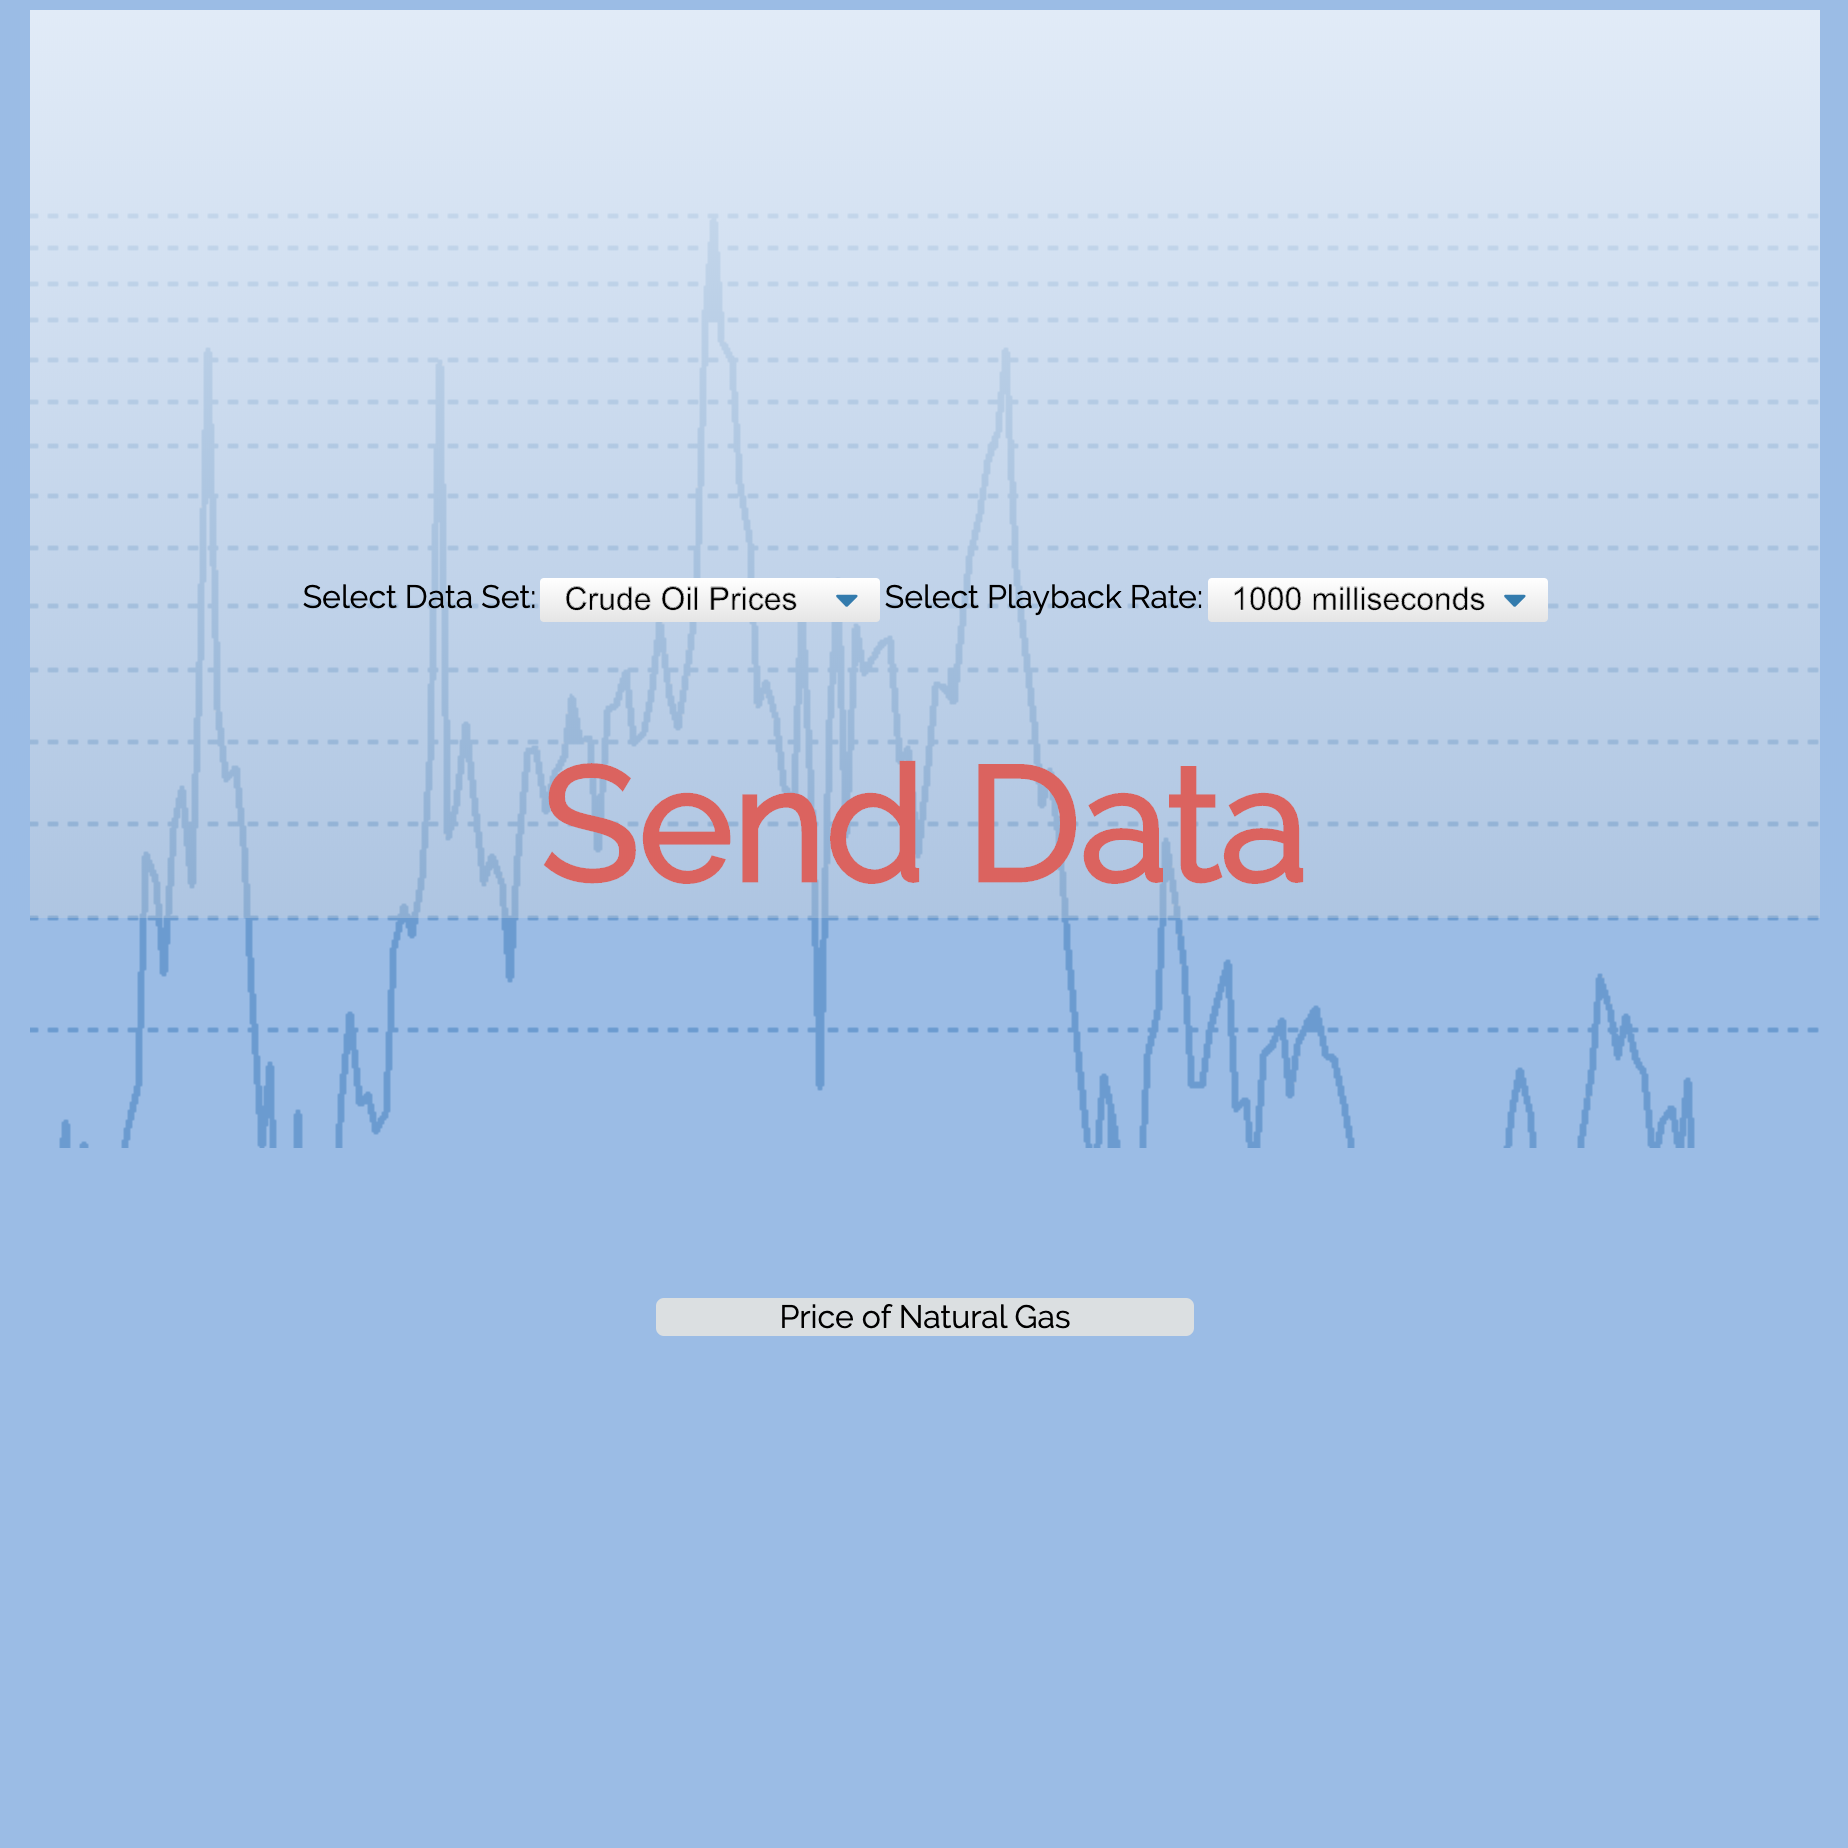 Select Data Set: Crude Oil Prices Select Playback Rate: 1000 milliseconds
Send Data
Price of Natural Gas